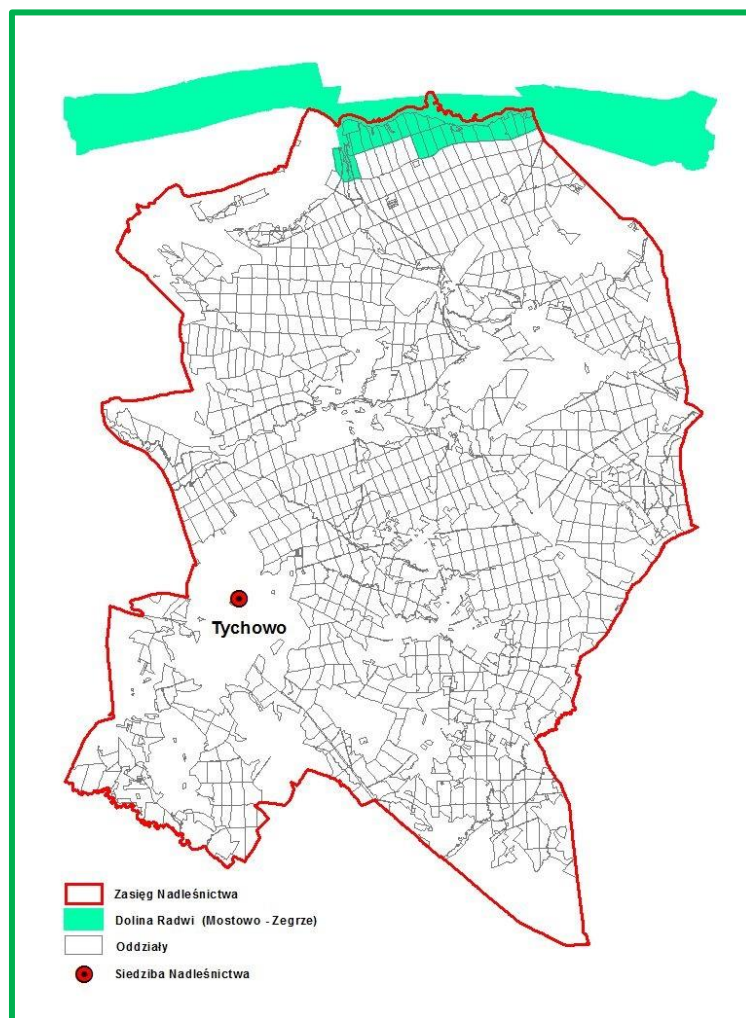 Tychowo
Zasięg Nadleśnictwa
Dolina Radwi (Mostowo - Zegrze)
Oddziały
Siedziba Nadleśnictwa